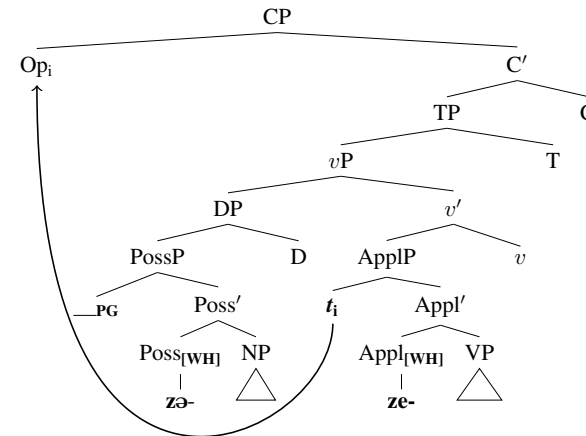 CP
Opᵢ C′
TP
vP T
DP v′
PossP D ApplP v
__PG Poss′ tᵢ Appl′
Poss[WH] NP Appl[WH] VP
zə- ze-